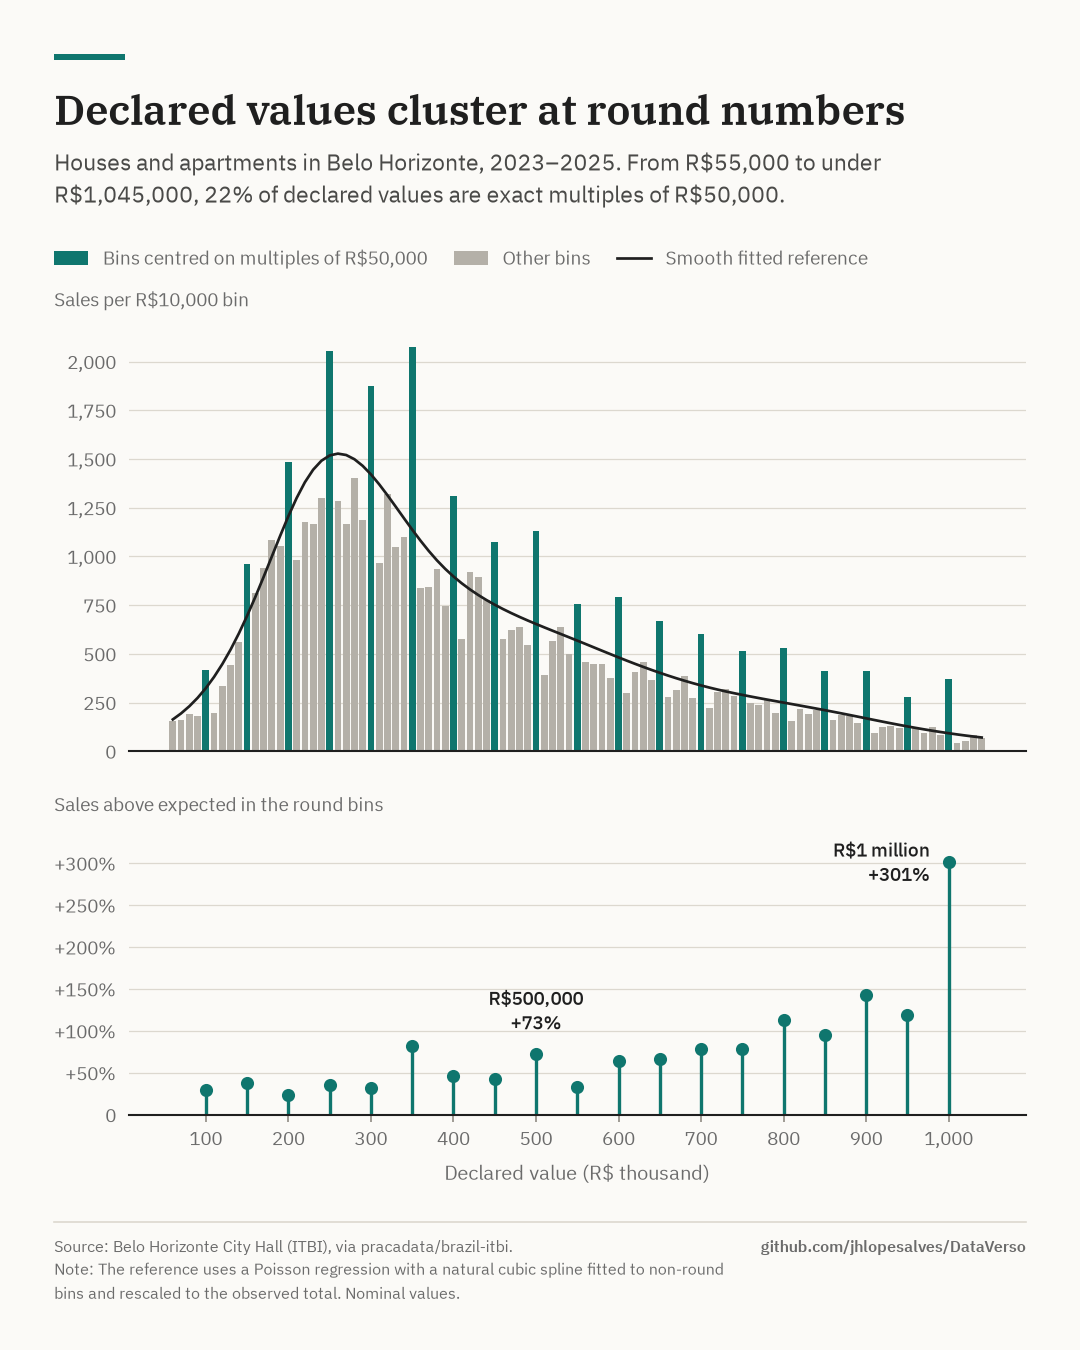 Declared values cluster at round numbers
Houses and apartments in Belo Horizonte, 2023–2025. From R$55,000 to under
R$1,045,000, 22% of declared values are exact multiples of R$50,000.
Bins centred on multiples of R$50,000
Other bins
Smooth fitted reference
Sales per R$10,000 bin
2,000
1,750
1,500
1,250
1,000
750
500
250
0
Sales above expected in the round bins
R$1 million
+301%
+300%
+250%
+200%
+150%
R$500,000
+73%
+100%
+50%
0
100
200
300
400
500
600
700
800
900
1,000
Declared value (R$ thousand)
Source: Belo Horizonte City Hall (ITBI), via pracadata/brazil-itbi.
github.com/jhlopesalves/DataVerso
Note: The reference uses a Poisson regression with a natural cubic spline fitted to non-round
bins and rescaled to the observed total. Nominal values.